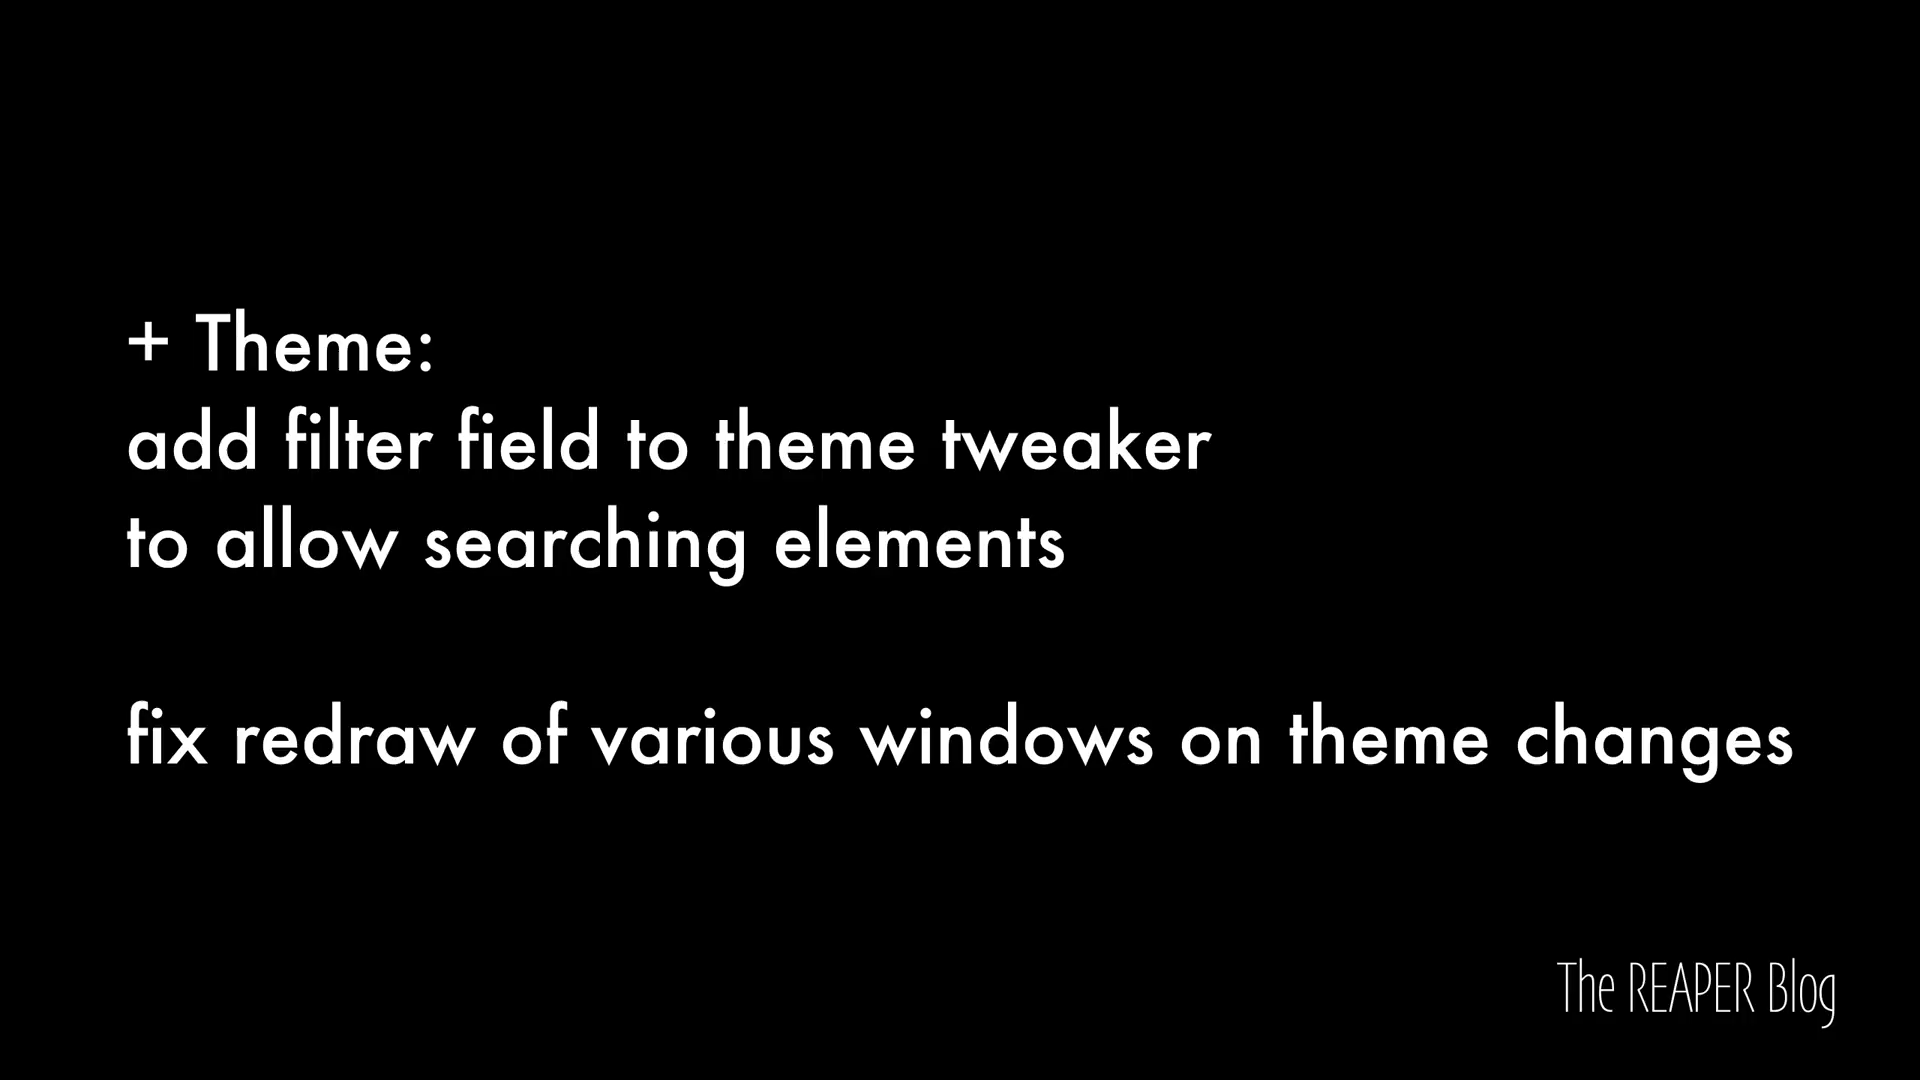 + Theme:
add filter field to theme tweaker
to allow searching elements
fix redraw of various windows on theme changes
The REAPER Blog